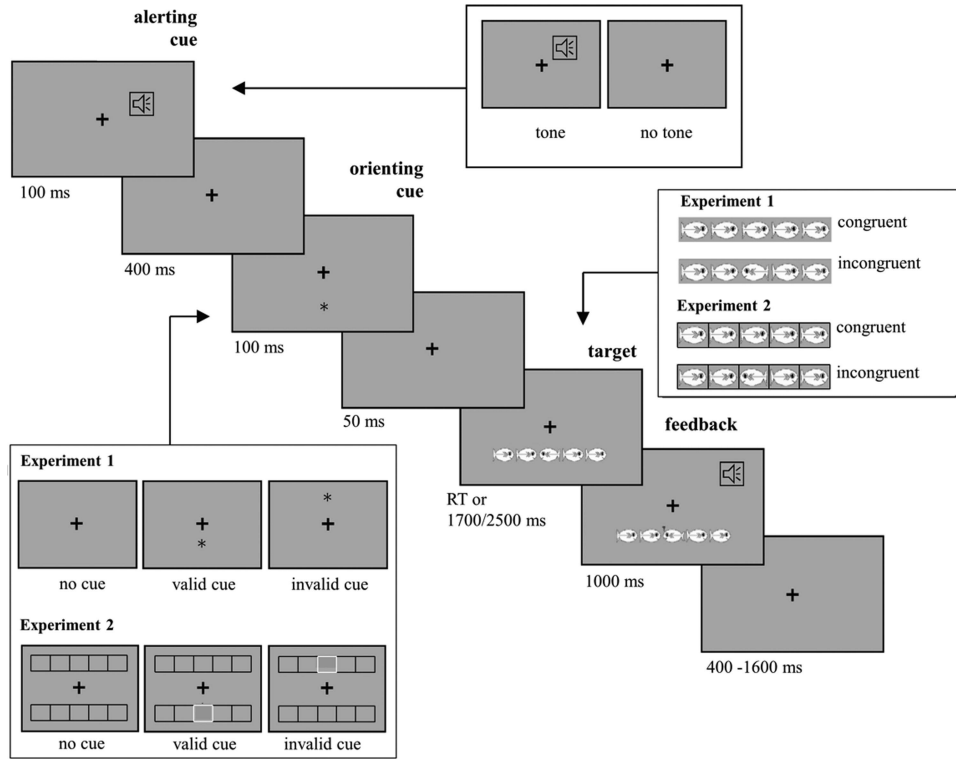 alerting
cue
tone
no tone
100 ms
orienting
cue
400 ms
Experiment 1
congruent
incongruent
Experiment 2
congruent
incongruent
100 ms
target
50 ms
feedback
Experiment 1
no cue
valid cue
invalid cue
RT or
1700/2500 ms
1000 ms
Experiment 2
no cue
valid cue
invalid cue
400 -1600 ms